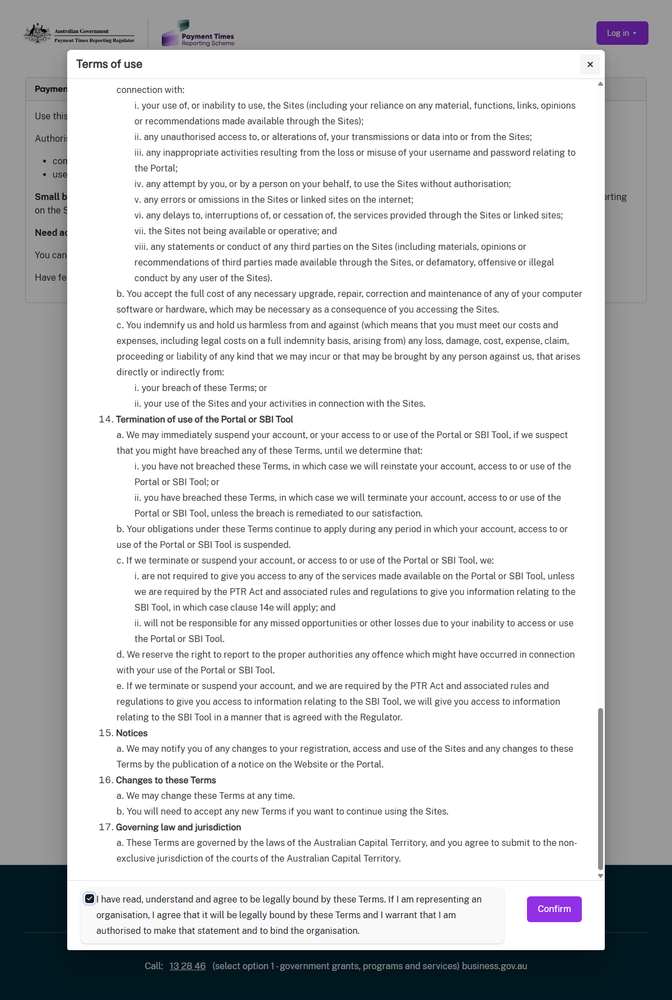 Australian Government
Payment Times Reporting Regulator
Payment Times
Reporting Scheme
Log in ▾
Terms of use
×
connection with:
i. your use of, or inability to use, the Sites (including your reliance on any material, functions, links, opinions
or recommendations made available through the Sites);
ii. any unauthorised access to, or alterations of, your transmissions or data into or from the Sites;
iii. any inappropriate activities resulting from the loss or misuse of your username and password relating to
the Portal;
iv. any attempt by you, or by a person on your behalf, to use the Sites without authorisation;
v. any errors or omissions in the Sites or linked sites on the internet;
vi. any delays to, interruptions of, or cessation of, the services provided through the Sites or linked sites;
vii. the Sites not being available or operative; and
viii. any statements or conduct of any third parties on the Sites (including materials, opinions or
recommendations of third parties made available through the Sites, or defamatory, offensive or illegal
conduct by any user of the Sites).
b. You accept the full cost of any necessary upgrade, repair, correction and maintenance of any of your computer
software or hardware, which may be necessary as a consequence of you accessing the Sites.
c. You indemnify us and hold us harmless from and against (which means that you must meet our costs and
expenses, including legal costs on a full indemnity basis, arising from) any loss, damage, cost, expense, claim,
proceeding or liability of any kind that we may incur or that may be brought by any person against us, that arises
directly or indirectly from:
i. your breach of these Terms; or
ii. your use of the Sites and your activities in connection with the Sites.
14. Termination of use of the Portal or SBI Tool
a. We may immediately suspend your account, or your access to or use of the Portal or SBI Tool, if we suspect
that you might have breached any of these Terms, until we determine that:
i. you have not breached these Terms, in which case we will reinstate your account, access to or use of the
Portal or SBI Tool; or
ii. you have breached these Terms, in which case we will terminate your account, access to or use of the
Portal or SBI Tool, unless the breach is remediated to our satisfaction.
b. Your obligations under these Terms continue to apply during any period in which your account, access to or
use of the Portal or SBI Tool is suspended.
c. If we terminate or suspend your account, or access to or use of the Portal or SBI Tool, we:
i. are not required to give you access to any of the services made available on the Portal or SBI Tool, unless
we are required by the PTR Act and associated rules and regulations to give you information relating to the
SBI Tool, in which case clause 14e will apply; and
ii. will not be responsible for any missed opportunities or other losses due to your inability to access or use
the Portal or SBI Tool.
d. We reserve the right to report to the proper authorities any offence which might have occurred in connection
with your use of the Portal or SBI Tool.
e. If we terminate or suspend your account, and we are required by the PTR Act and associated rules and
regulations to give you access to information relating to the SBI Tool, we will give you access to information
relating to the SBI Tool in a manner that is agreed with the Regulator.
15. Notices
a. We may notify you of any changes to your registration, access and use of the Sites and any changes to these
Terms by the publication of a notice on the Website or the Portal.
16. Changes to these Terms
a. We may change these Terms at any time.
b. You will need to accept any new Terms if you want to continue using the Sites.
17. Governing law and jurisdiction
a. These Terms are governed by the laws of the Australian Capital Territory, and you agree to submit to the non-
exclusive jurisdiction of the courts of the Australian Capital Territory.
I have read, understand and agree to be legally bound by these Terms. If I am representing an
organisation, I agree that it will be legally bound by these Terms and I warrant that I am
authorised to make that statement and to bind the organisation.
Confirm
Use this
Small b
on the S
You can
Call: 13 28 46 (select option 1 - government grants, programs and services) business.gov.au